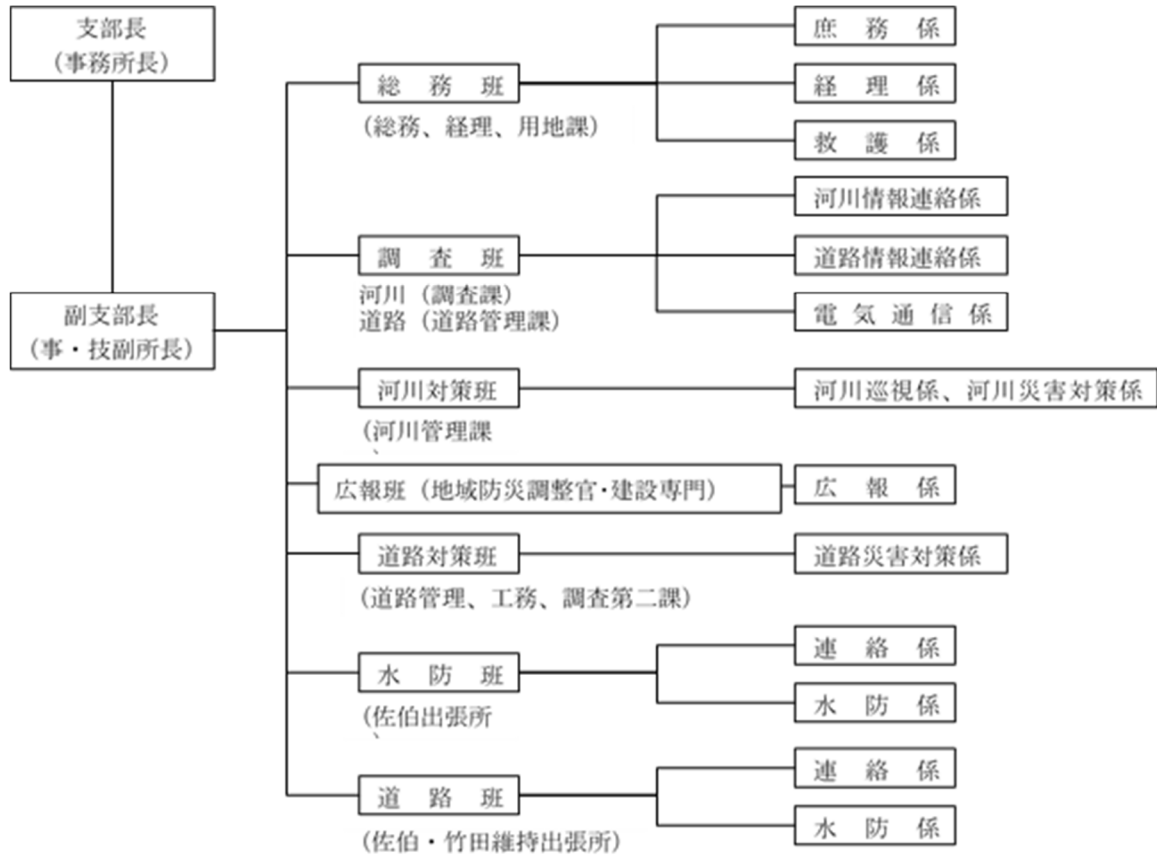 支部長
(事務所長)
副支部長
(事・技副所長)
総務班
(総務、経理、用地課)
庶務係
経理係
救護係
調査班
河川(調査課)
道路(道路管理課)
河川情報連絡係
道路情報連絡係
電気通信係
河川対策班
(河川管理課
、
河川巡視係、河川災害対策係
広報班(地域防災調整官・建設専門)
広報係
道路対策班
(道路管理、工務、調査第二課)
道路災害対策係
水防班
(佐伯出張所
、
連絡係
水防係
道路班
(佐伯・竹田維持出張所)
連絡係
水防係